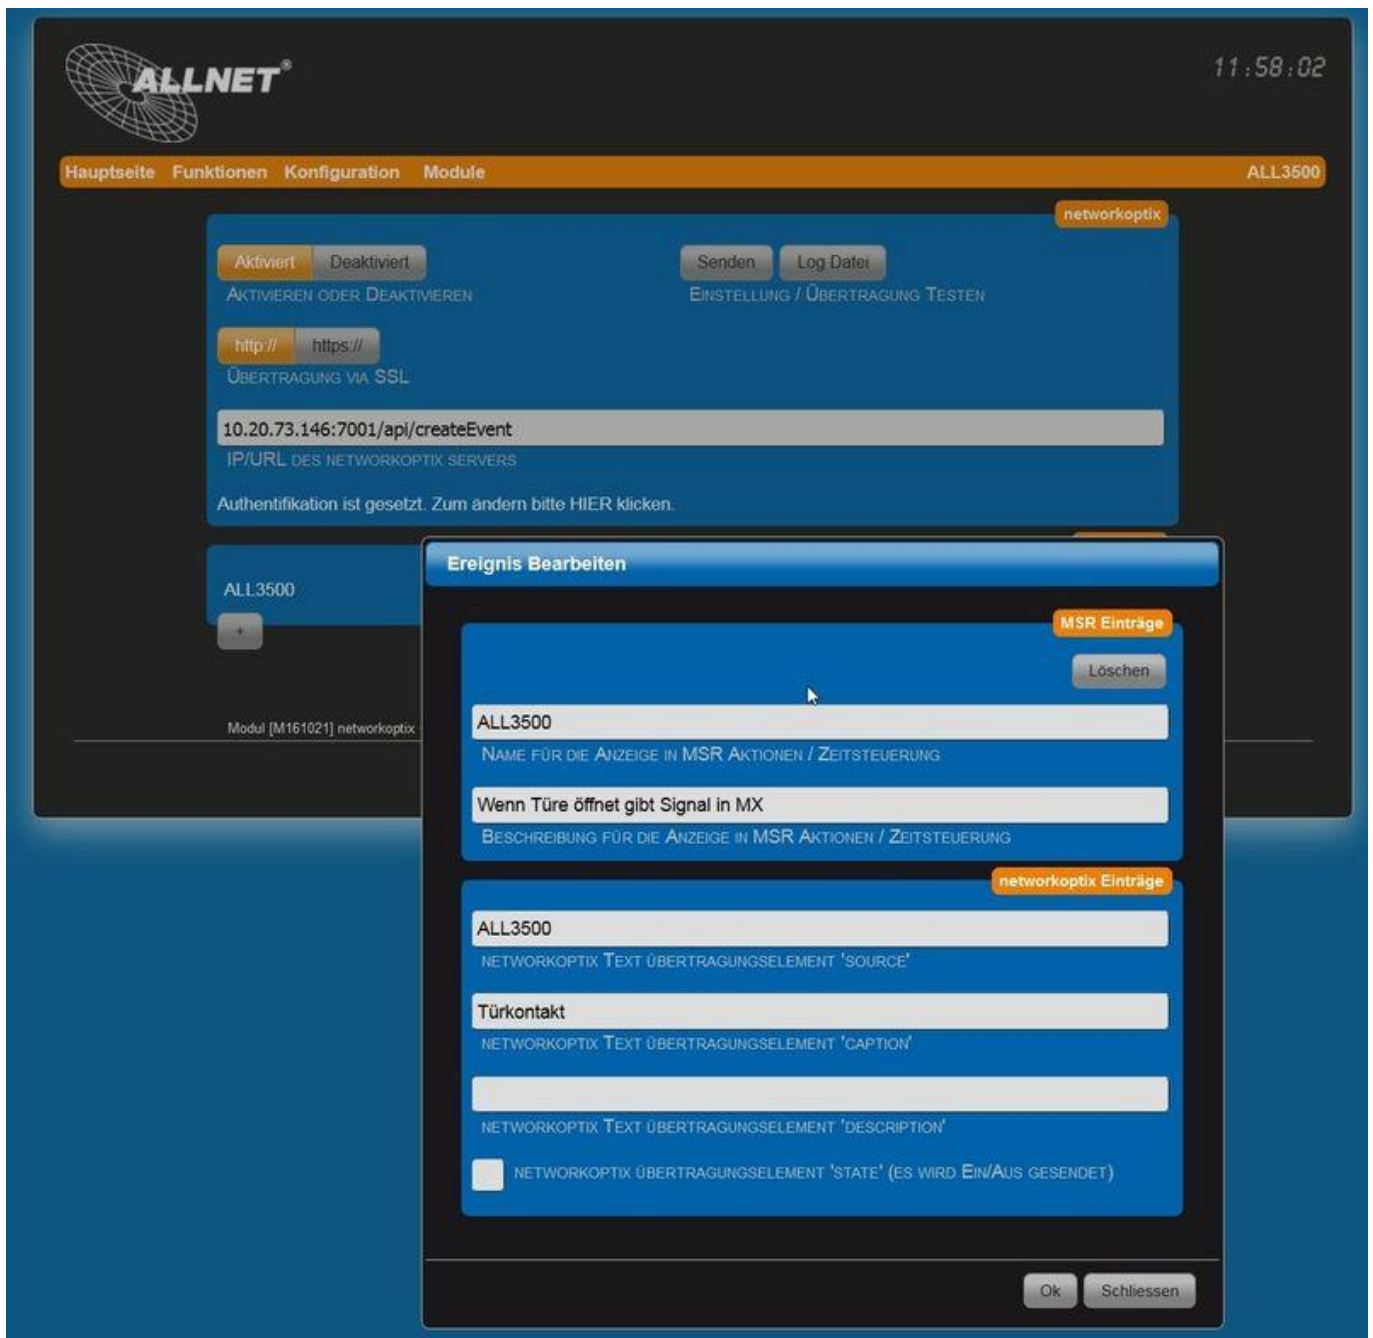 ALLNET®
11:58:02
Hauptseite Funktionen Konfiguration Module ALL3500
networkoptix
Aktiviert Deaktiviert Senden Log Datei
Aktivieren oder Deaktivieren Einstellung / Übertragung Testen
http:// https://
Übertragung via SSL
10.20.73.146:7001/api/createEvent
IP/URL des networkoptix servers
Authentifikation ist gesetzt. Zum ändern bitte HIER klicken.
ALL3500
+
Modul [M161021] networkoptix
Ereignis Bearbeiten
MSR Einträge
Löschen
ALL3500
Name für die Anzeige in MSR Aktionen / Zeitsteuerung
Wenn Türe öffnet gibt Signal in MX
Beschreibung für die Anzeige in MSR Aktionen / Zeitsteuerung
networkoptix Einträge
ALL3500
networkoptix Text übertragungselement 'source'
Türkontakt
networkoptix Text übertragungselement 'caption'
networkoptix Text übertragungselement 'description'
networkoptix übertragungselement 'state' (es wird Ein/Aus gesendet)
Ok Schliessen